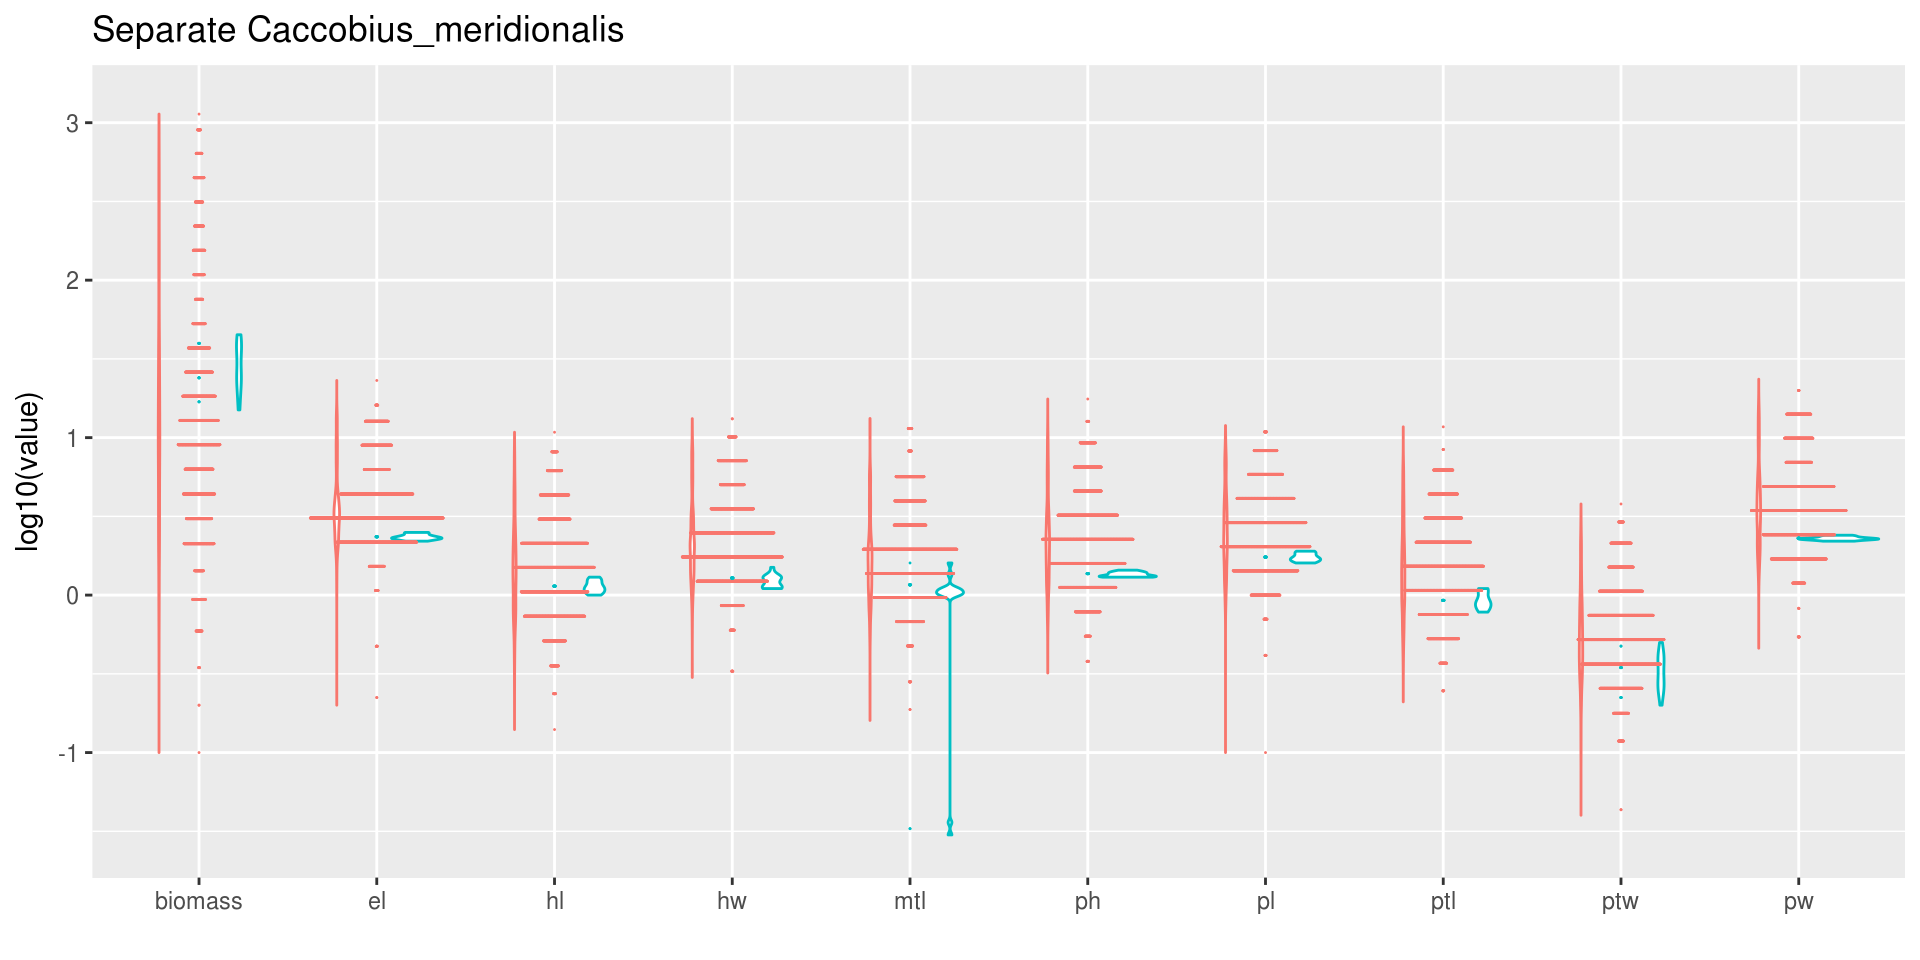 Separate Caccobius_meridionalis
log10(value)
3
2
1
0
-1
biomass el hl hw mtl ph pl ptl ptw pw